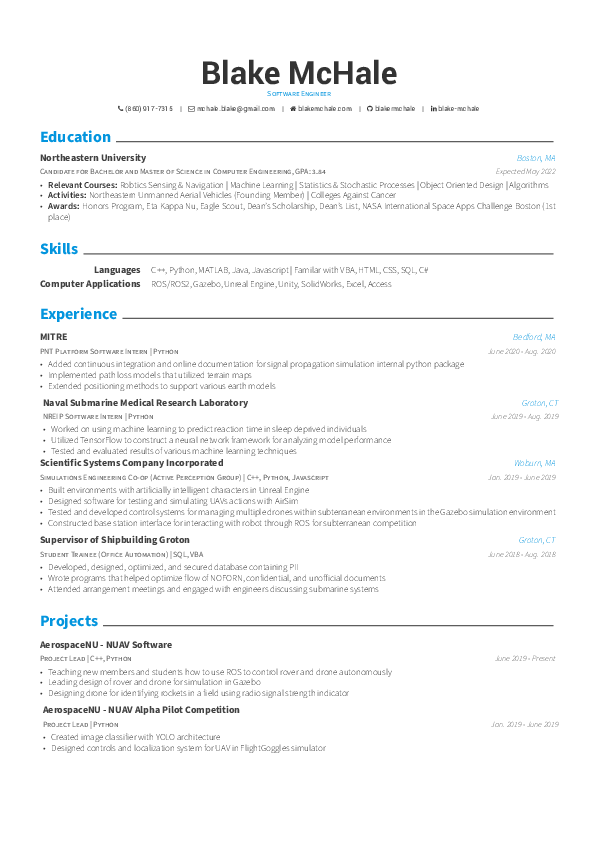 Blake McHale
Software Engineer
(860) 917-7315 | mchale.blake@gmail.com | blakemchale.com | blakermchale | blake-mchale
Education
Northeastern University Boston, MA
Candidate for Bachelor and Master of Science in Computer Engineering, GPA: 3.84 Expected May 2022
• Relevant Courses: Robtics Sensing & Navigation | Machine Learning | Statistics & Stochastic Processes | Object Oriented Design | Algorithms
• Activities: Northeastern Unmanned Aerial Vehicles (Founding Member) | Colleges Against Cancer
• Awards: Honors Program, Eta Kappa Nu, Eagle Scout, Dean's Scholarship, Dean's List, NASA International Space Apps Challenge Boston (1st
place)
Skills
Languages C++, Python, MATLAB, Java, Javascript | Familar with VBA, HTML, CSS, SQL, C#
Computer Applications ROS/ROS2, Gazebo, Unreal Engine, Unity, SolidWorks, Excel, Access
Experience
MITRE Bedford, MA
PNT Platform Software Intern | Python June 2020 - Aug. 2020
• Added continuous integration and online documentation for signal propagation simulation internal python package
• Implemented path loss models that utilized terrain maps
• Extended positioning methods to support various earth models
Naval Submarine Medical Research Laboratory Groton, CT
NREIP Software Intern | Python June 2019 - Aug. 2019
• Worked on using machine learning to predict reaction time in sleep deprived individuals
• Utilized TensorFlow to construct a neural network framework for analyzing model performance
• Tested and evaluated results of various machine learning techniques
Scientific Systems Company Incorporated Woburn, MA
Simulations Engineering Co-op (Active Perception Group) | C++, Python, Javascript Jan. 2019 - June 2019
• Built environments with artificially intelligent characters in Unreal Engine
• Designed software for testing and simulating UAVs actions with AirSim
• Tested and developed control systems for managing multiple drones within subterranean environments in the Gazebo simulation environment
• Constructed base station interface for interacting with robot through ROS for subterranean competition
Supervisor of Shipbuilding Groton Groton, CT
Student Trainee (Office Automation) | SQL, VBA June 2018 - Aug. 2018
• Developed, designed, optimized, and secured database containing PII
• Wrote programs that helped optimize flow of NOFORN, confidential, and unofficial documents
• Attended arrangement meetings and engaged with engineers discussing submarine systems
Projects
AerospaceNU - NUAV Software
Project Lead | C++, Python June 2019 - Present
• Teaching new members and students how to use ROS to control rover and drone autonomously
• Leading design of rover and drone for simulation in Gazebo
• Designing drone for identifying rockets in a field using radio signal strength indicator
AerospaceNU - NUAV Alpha Pilot Competition
Project Lead | Python Jan. 2019 - June 2019
• Created image classifier with YOLO architecture
• Designed controls and localization system for UAV in FlightGoggles simulator